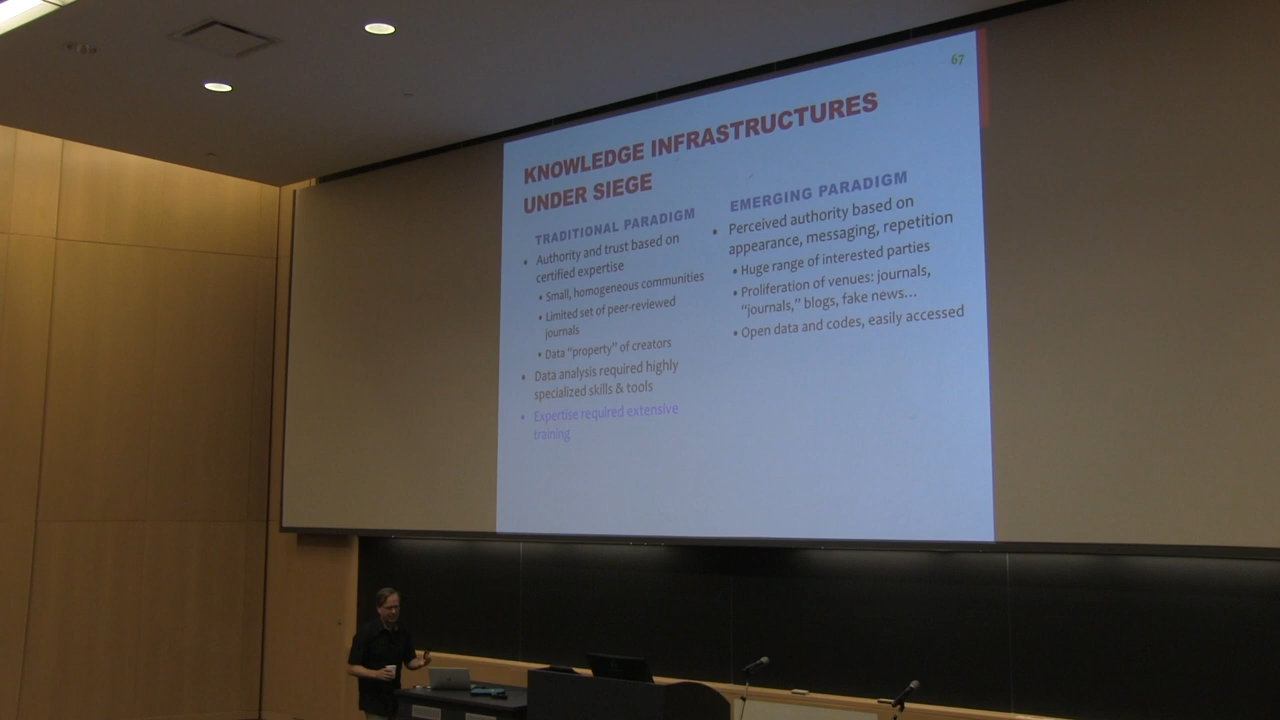 67
KNOWLEDGE INFRASTRUCTURES
UNDER SIEGE
TRADITIONAL PARADIGM
• Authority and trust based on
certified expertise
• Small, homogeneous communities
• Limited set of peer-reviewed
journals
• Data “property” of creators
• Data analysis required highly
specialized skills & tools
• Expertise required extensive
training
EMERGING PARADIGM
• Perceived authority based on
appearance, messaging, repetition
• Huge range of interested parties
• Proliferation of venues: journals,
“journals,” blogs, fake news...
• Open data and codes, easily accessed